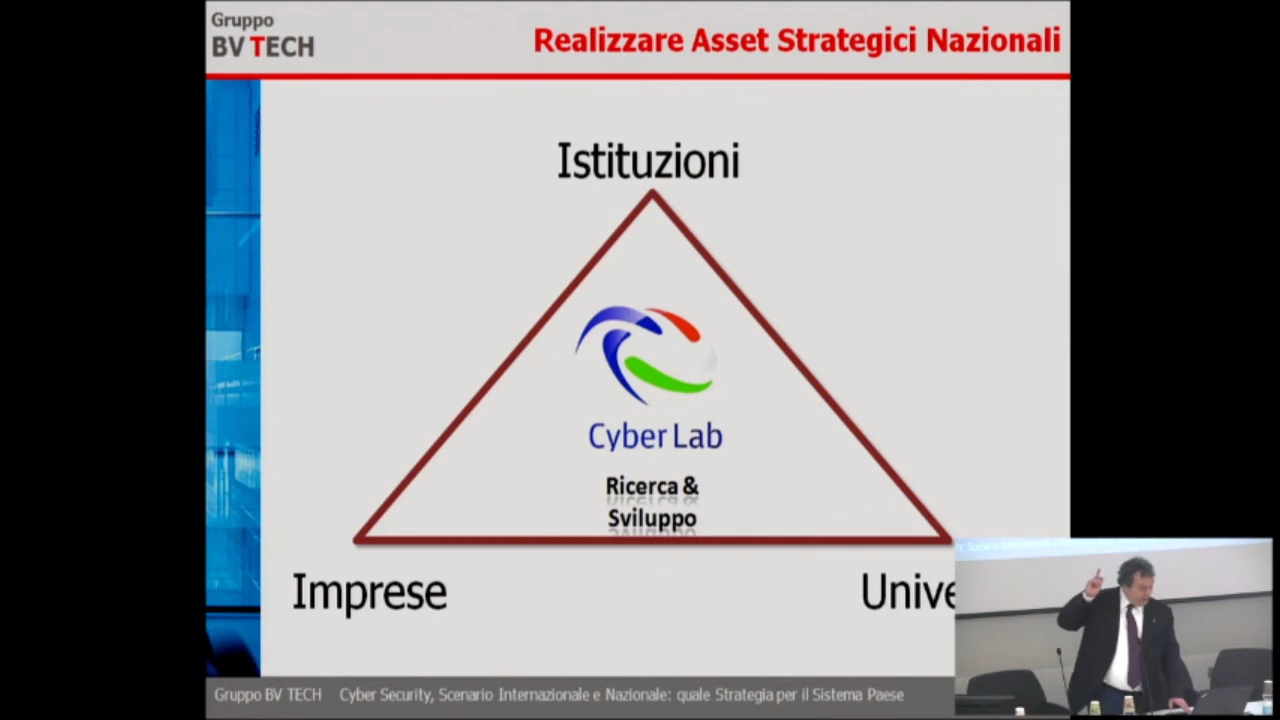 Gruppo
BV TECH
Realizzare Asset Strategici Nazionali
Istituzioni
Cyber Lab
Ricerca &
Sviluppo
Imprese
Unive
Gruppo BV TECH Cyber Security, Scenario Internazionale e Nazionale: quale Strategia per il Sistema Paese